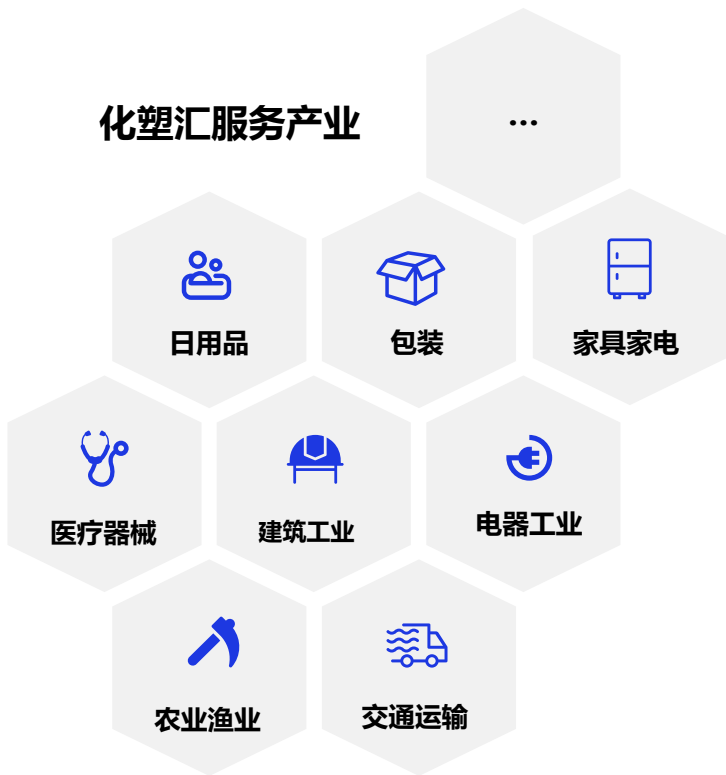 化塑汇服务产业
...
日用品
包装
家具家电
医疗器械
建筑工业
电器工业
农业渔业
交通运输